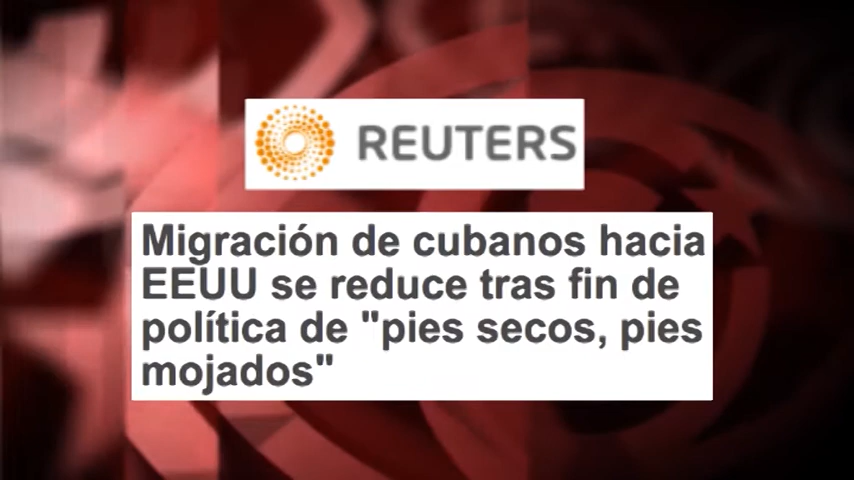 REUTERS
Migración de cubanos hacia
EEUU se reduce tras fin de
política de "pies secos, pies
mojados"